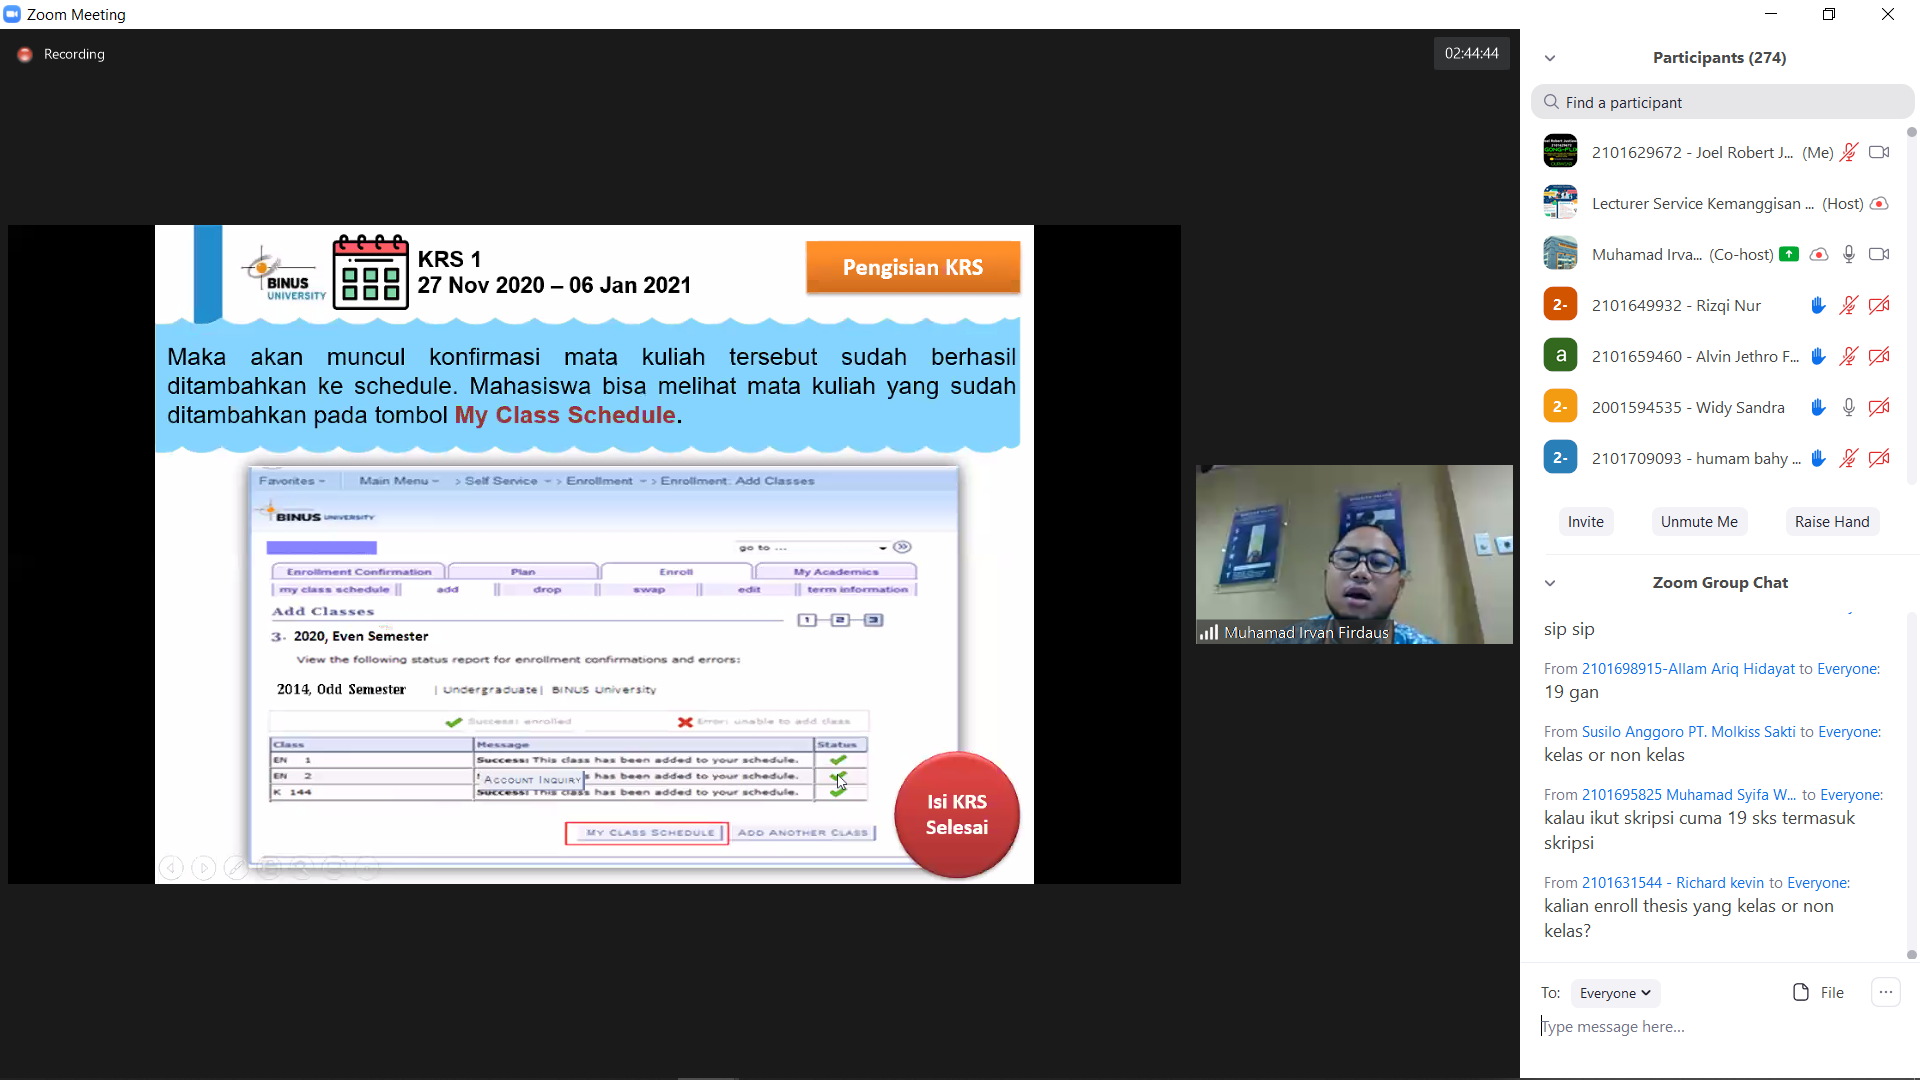 Zoom Meeting
Recording
02:44:44
BINUS
UNIVERSITY
KRS 1
27 Nov 2020 – 06 Jan 2021
Pengisian KRS
Maka akan muncul konfirmasi mata kuliah tersebut sudah berhasil
ditambahkan ke schedule. Mahasiswa bisa melihat mata kuliah yang sudah
ditambahkan pada tombol My Class Schedule.
Favorites Main Menu > Self Service > Enrollment > Enrollment: Add Classes
BINUS UNIVERSITY
go to ...
Enrollment Confirmation Plan Enroll My Academics
my class schedule add drop swap edit term information
Add Classes
1 2 3
3. 2020, Even Semester
View the following status report for enrollment confirmations and errors:
2014, Odd Semester | Undergraduate | BINUS University
Success: enrolled Error: unable to add class
Class Message Status
EN 1 Success: This class has been added to your schedule.
EN 2 ACCOUNT INQUIRY s has been added to your schedule.
K 144 Success: This class has been added to your schedule.
MY CLASS SCHEDULE ADD ANOTHER CLASS
Isi KRS
Selesai
Muhamad Irvan Firdaus
Participants (274)
Find a participant
2101629672 - Joel Robert J... (Me)
Lecturer Service Kemanggisan ... (Host)
Muhamad Irva... (Co-host)
2- 2101649932 - Rizqi Nur
a 2101659460 - Alvin Jethro F...
2- 2001594535 - Widy Sandra
2- 2101709093 - humam bahy ...
Invite Unmute Me Raise Hand
Zoom Group Chat
sip sip
From 2101698915-Allam Ariq Hidayat to Everyone:
19 gan
From Susilo Anggoro PT. Molkiss Sakti to Everyone:
kelas or non kelas
From 2101695825 Muhamad Syifa W... to Everyone:
kalau ikut skripsi cuma 19 sks termasuk
skripsi
From 2101631544 - Richard kevin to Everyone:
kalian enroll thesis yang kelas or non
kelas?
To: Everyone File ...
Type message here...